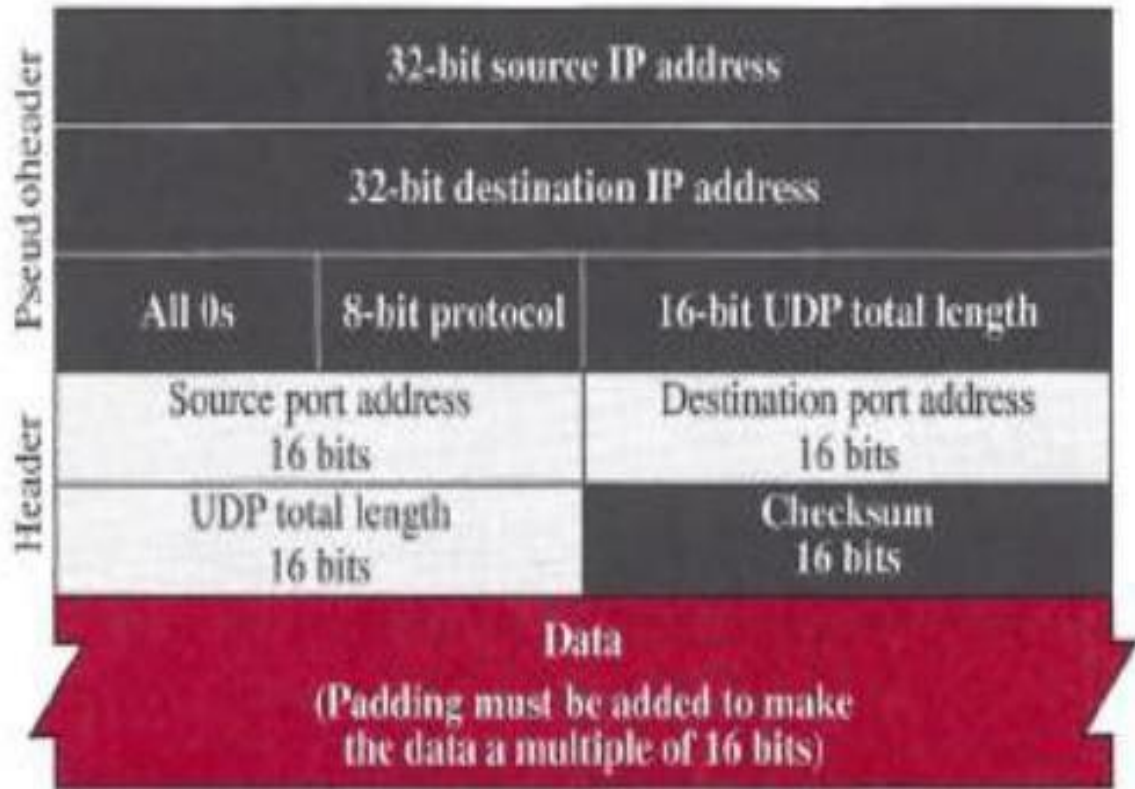 Pseudoheader
32-bit source IP address
32-bit destination IP address
All 0s
8-bit protocol
16-bit UDP total length
Header
Source port address
16 bits
Destination port address
16 bits
UDP total length
16 bits
Checksum
16 bits
Data
(Padding must be added to make
the data a multiple of 16 bits)